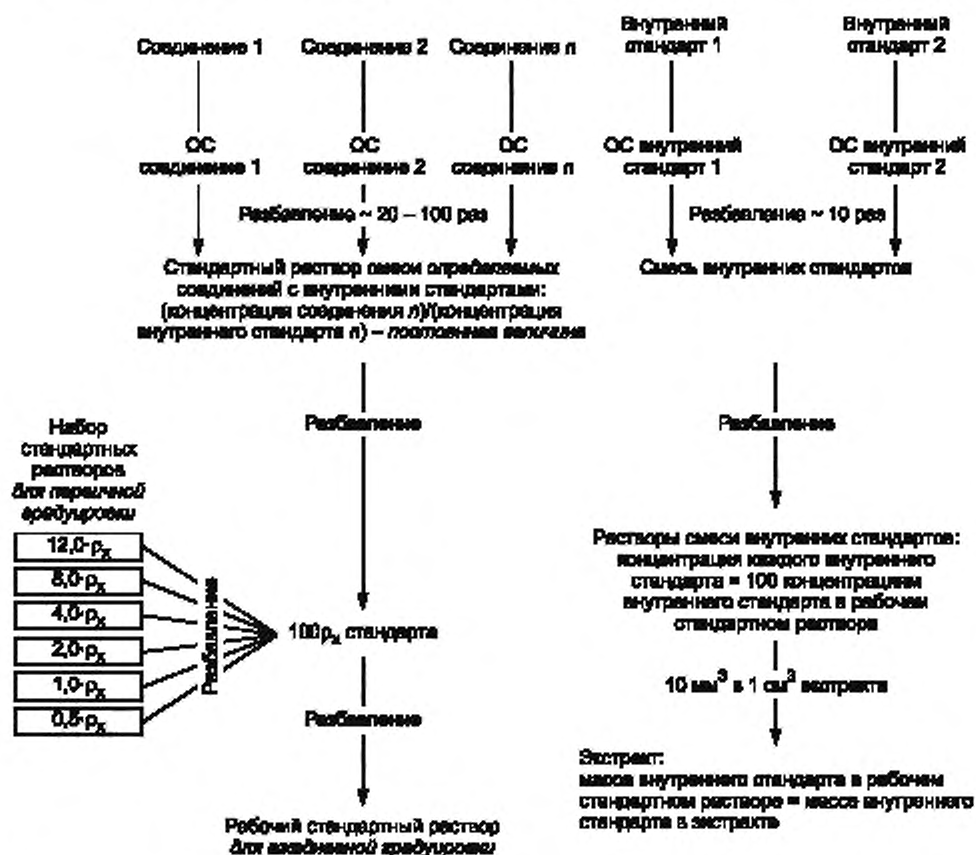 Соединение 1
Соединение 2
Соединение n
Внутренний
стандарт 1
Внутренний
стандарт 2
ОС
соединение 1
ОС
соединение 2
ОС
соединения n
ОС внутренний
стандарт 1
ОС внутренний
стандарт 2
Разбавление ~ 20 – 100 раз
Разбавление ~ 10 раз
Стандартный раствор смеси определяемых
соединений с внутренними стандартами:
(концентрация соединения n)/(концентрация
внутреннего стандарта n) – постоянная величина
Смесь внутренних стандартов
Разбавление
Разбавление
Набор
стандартных
растворов
для первичной
градуировки
12,0·ρx
8,0·ρx
4,0·ρx
2,0·ρx
1,0·ρx
0,5·ρx
Разбавление
100ρx стандарта
Разбавление
Рабочий стандартный раствор
для ежедневной градуировки
Растворы смеси внутренних стандартов:
концентрация каждого внутреннего
стандарта = 100 концентрациям
внутреннего стандарта в рабочем
стандартном растворе
10 мм³ в 1 см³ экстракта
Экстракт:
масса внутреннего стандарта в рабочем
стандартном растворе = массе внутреннего
стандарта в экстракте